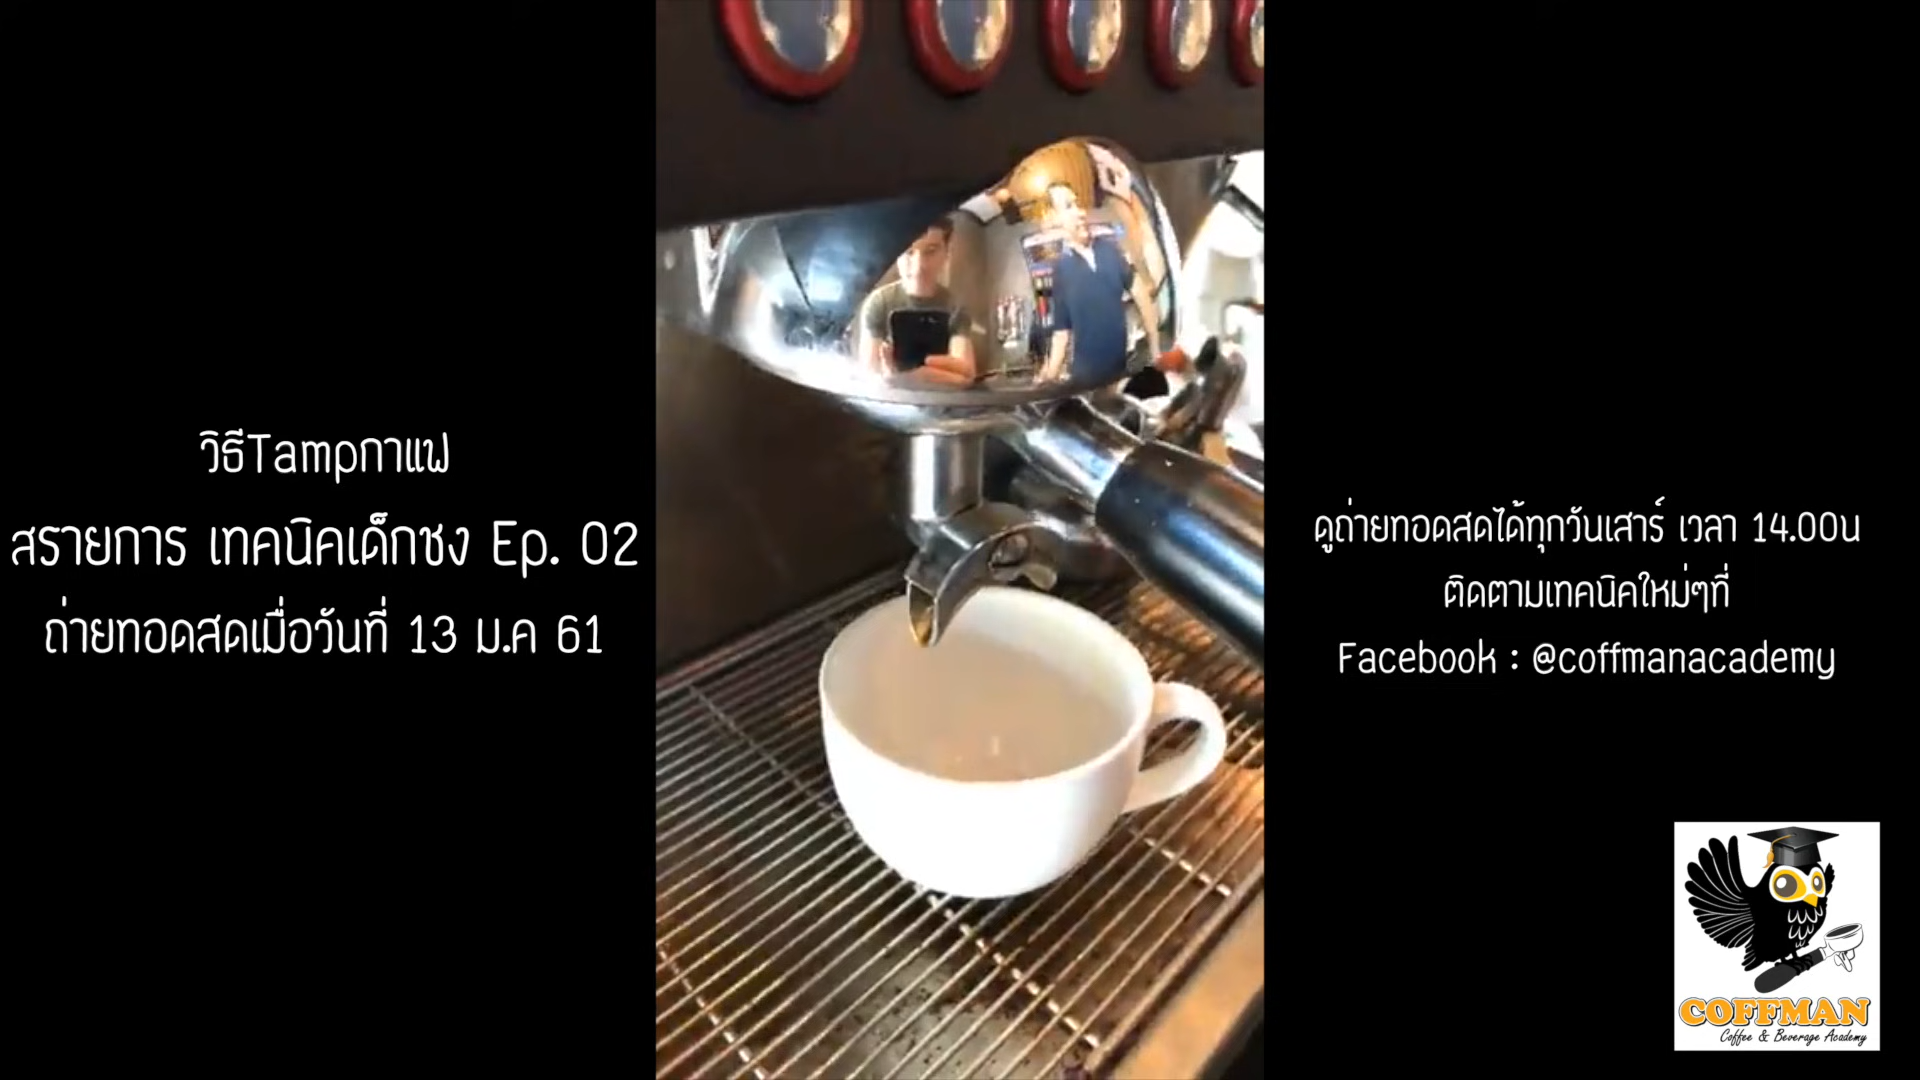 วิธีTampกาแฟ
สรายการ เทคนิคเด็กชง Ep. 02
ถ่ายทอดสดเมื่อวันที่ 13 ม.ค 61
ดูถ่ายทอดสดได้ทุกวันเสาร์ เวลา 14.00น
ติดตามเทคนิคใหม่ๆที่
Facebook : @coffmanacademy
COFFMAN
Coffee & Beverage Academy